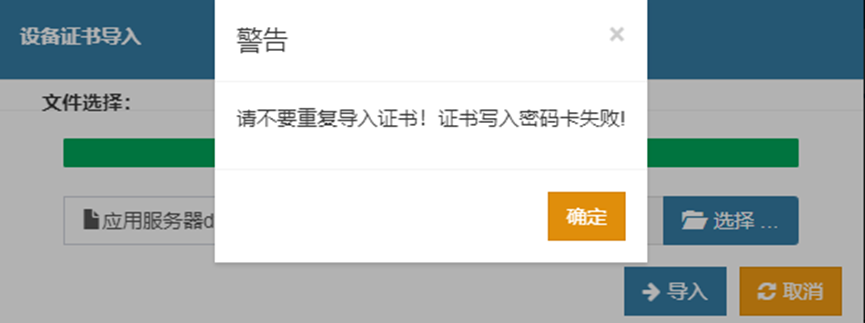 设备证书导入
警告
×
文件选择：
请不要重复导入证书！证书写入密码卡失败!
应用服务器d
选择 ...
确定
导入
取消